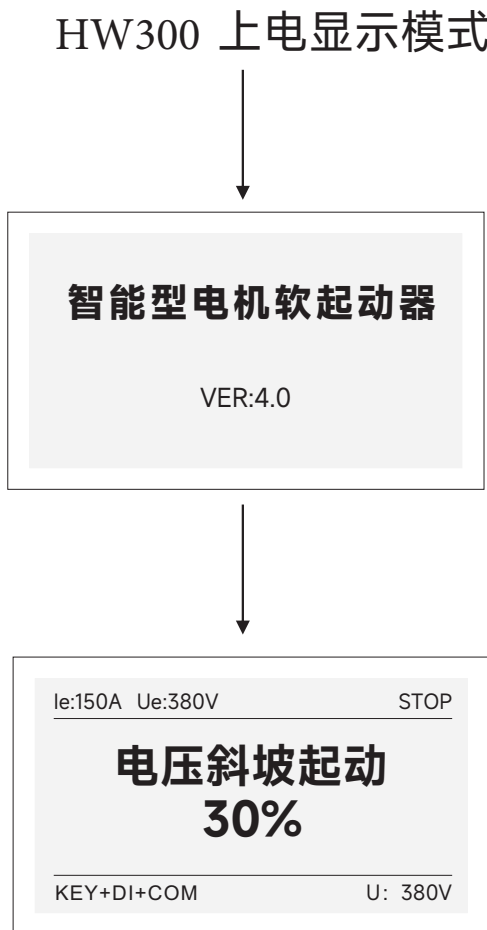 HW300 上电显示模式
智能型电机软起动器
VER:4.0
Ie:150A Ue:380V STOP
电压斜坡起动
30%
KEY+DI+COM U: 380V